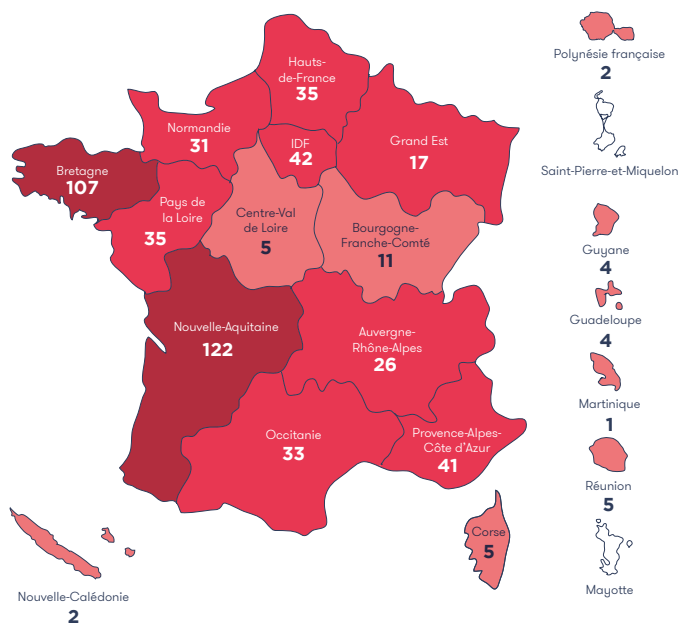 Hauts-
de-France
35
Normandie
31
IDF
42
Grand Est
17
Bretagne
107
Pays de
la Loire
35
Centre-Val
de Loire
5
Bourgogne-
Franche-Comté
11
Nouvelle-Aquitaine
122
Auvergne-
Rhône-Alpes
26
Occitanie
33
Provence-Alpes-
Côte d'Azur
41
Corse
5
Nouvelle-Calédonie
2
Polynésie française
2
Saint-Pierre-et-Miquelon
Guyane
4
Guadeloupe
4
Martinique
1
Réunion
5
Mayotte